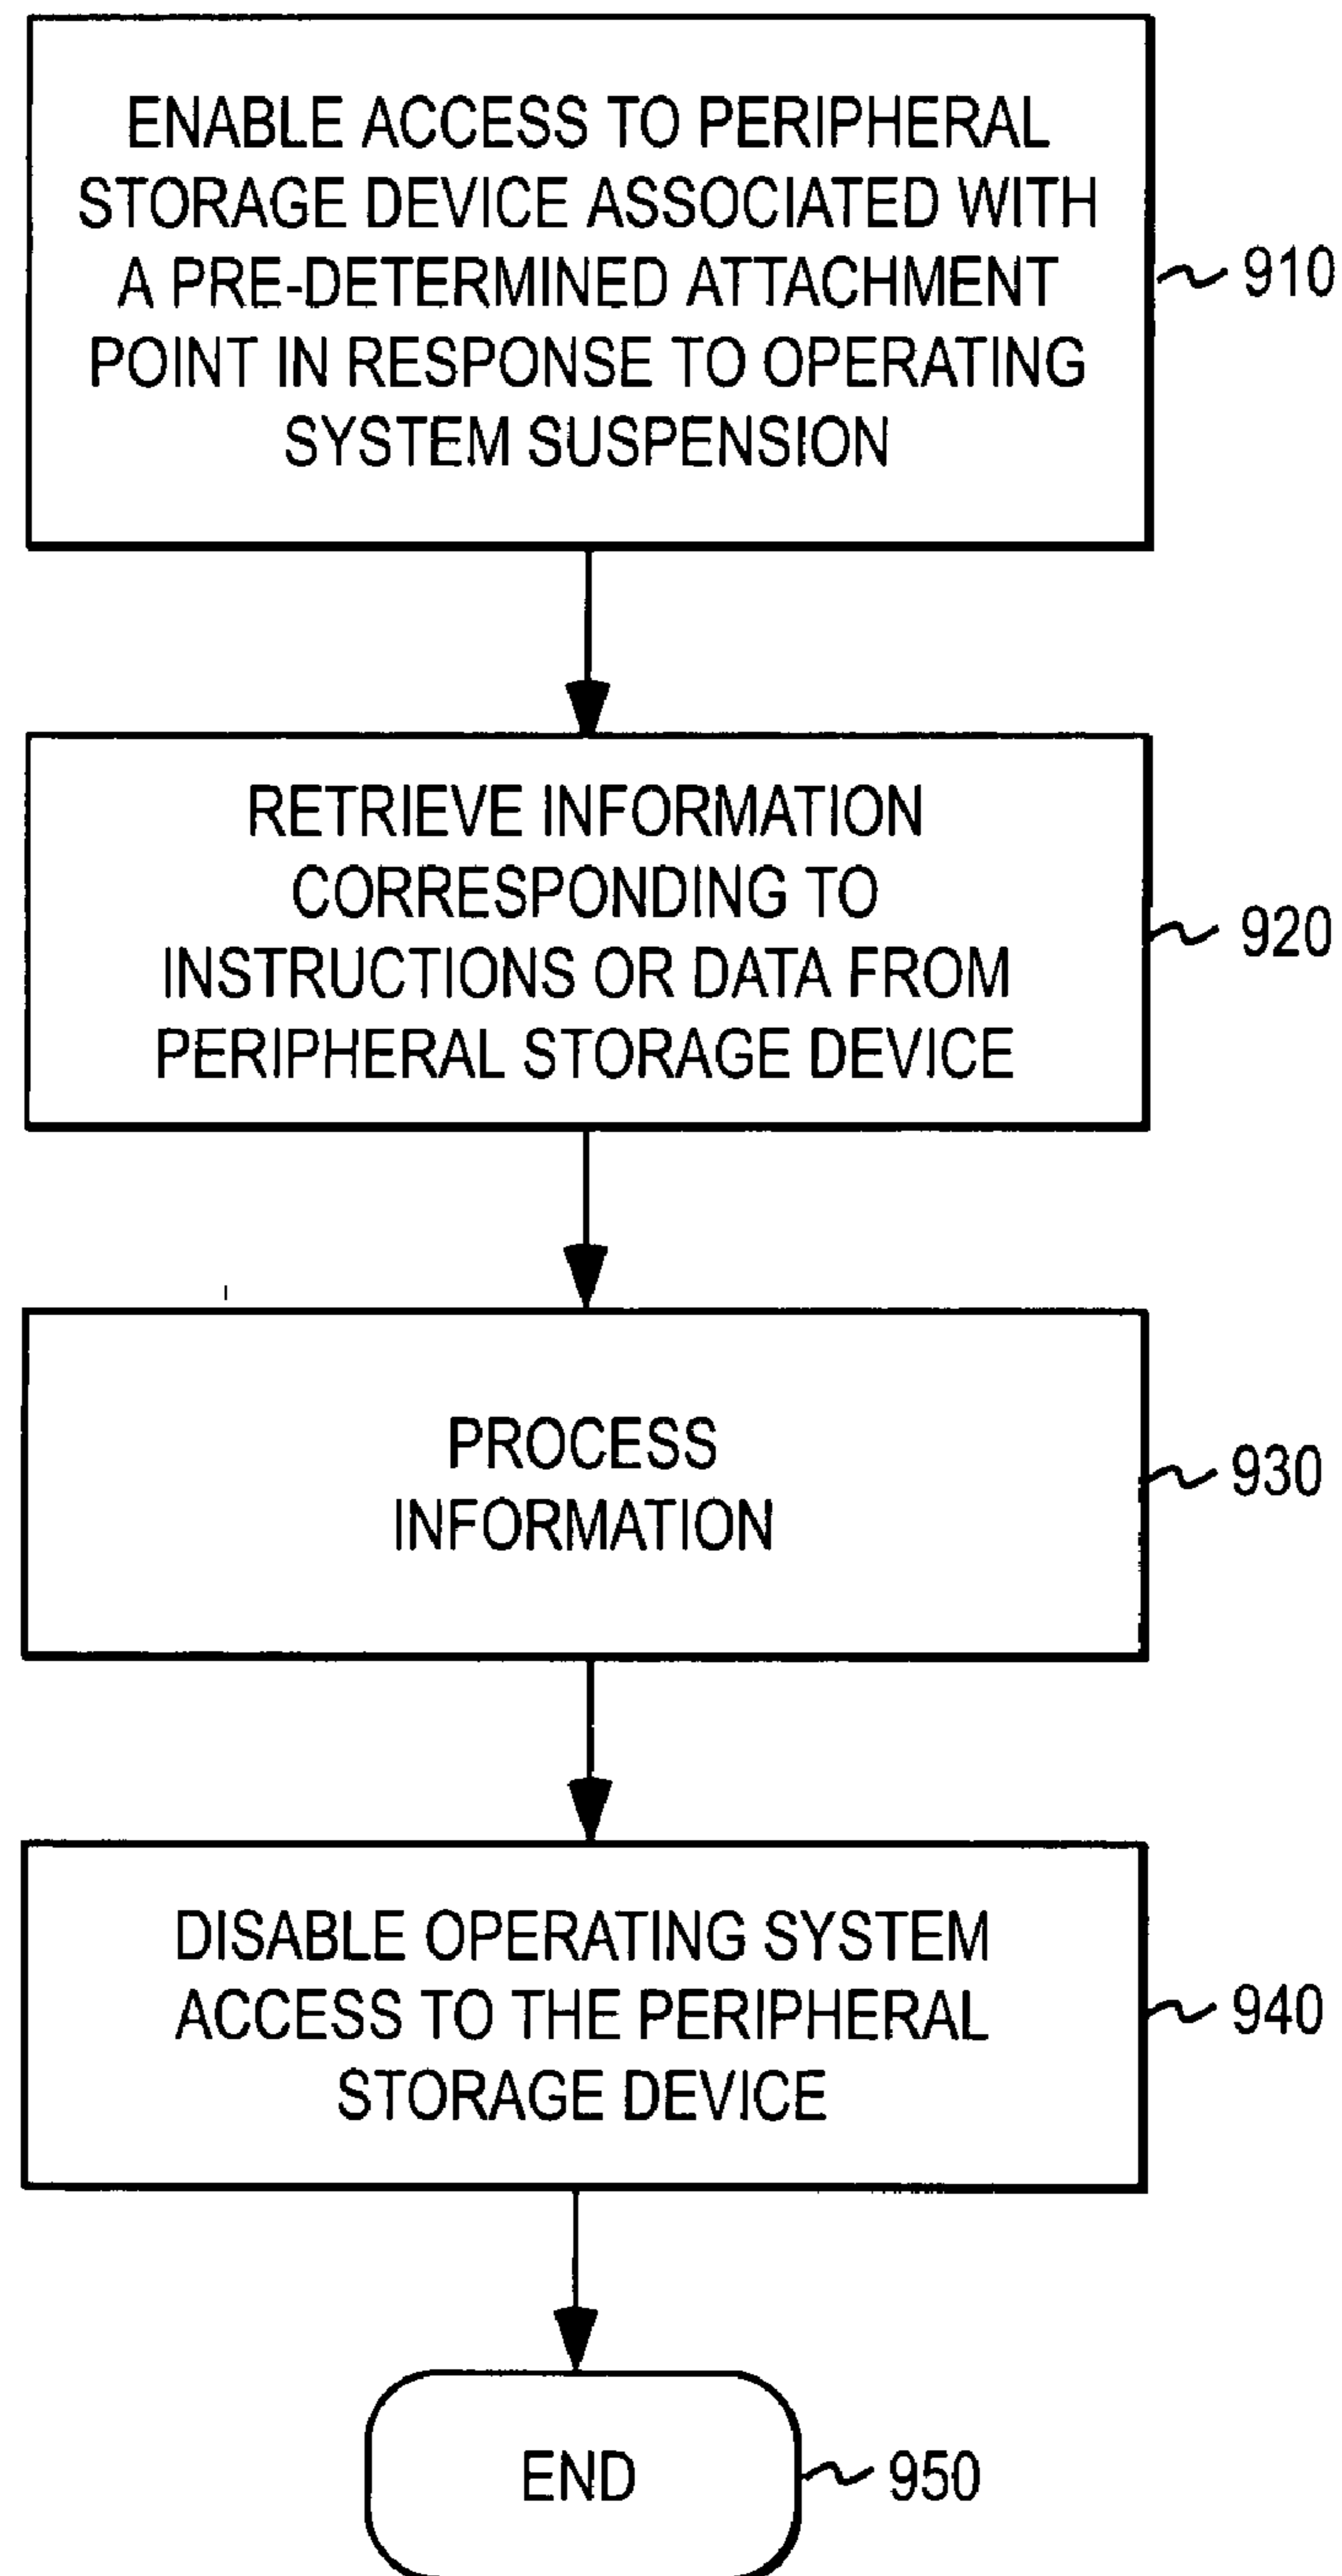 ENABLE ACCESS TO PERIPHERAL
STORAGE DEVICE ASSOCIATED WITH
A PRE-DETERMINED ATTACHMENT
POINT IN RESPONSE TO OPERATING
SYSTEM SUSPENSION
910
RETRIEVE INFORMATION
CORRESPONDING TO
INSTRUCTIONS OR DATA FROM
PERIPHERAL STORAGE DEVICE
920
PROCESS
INFORMATION
930
DISABLE OPERATING SYSTEM
ACCESS TO THE PERIPHERAL
STORAGE DEVICE
940
END
950